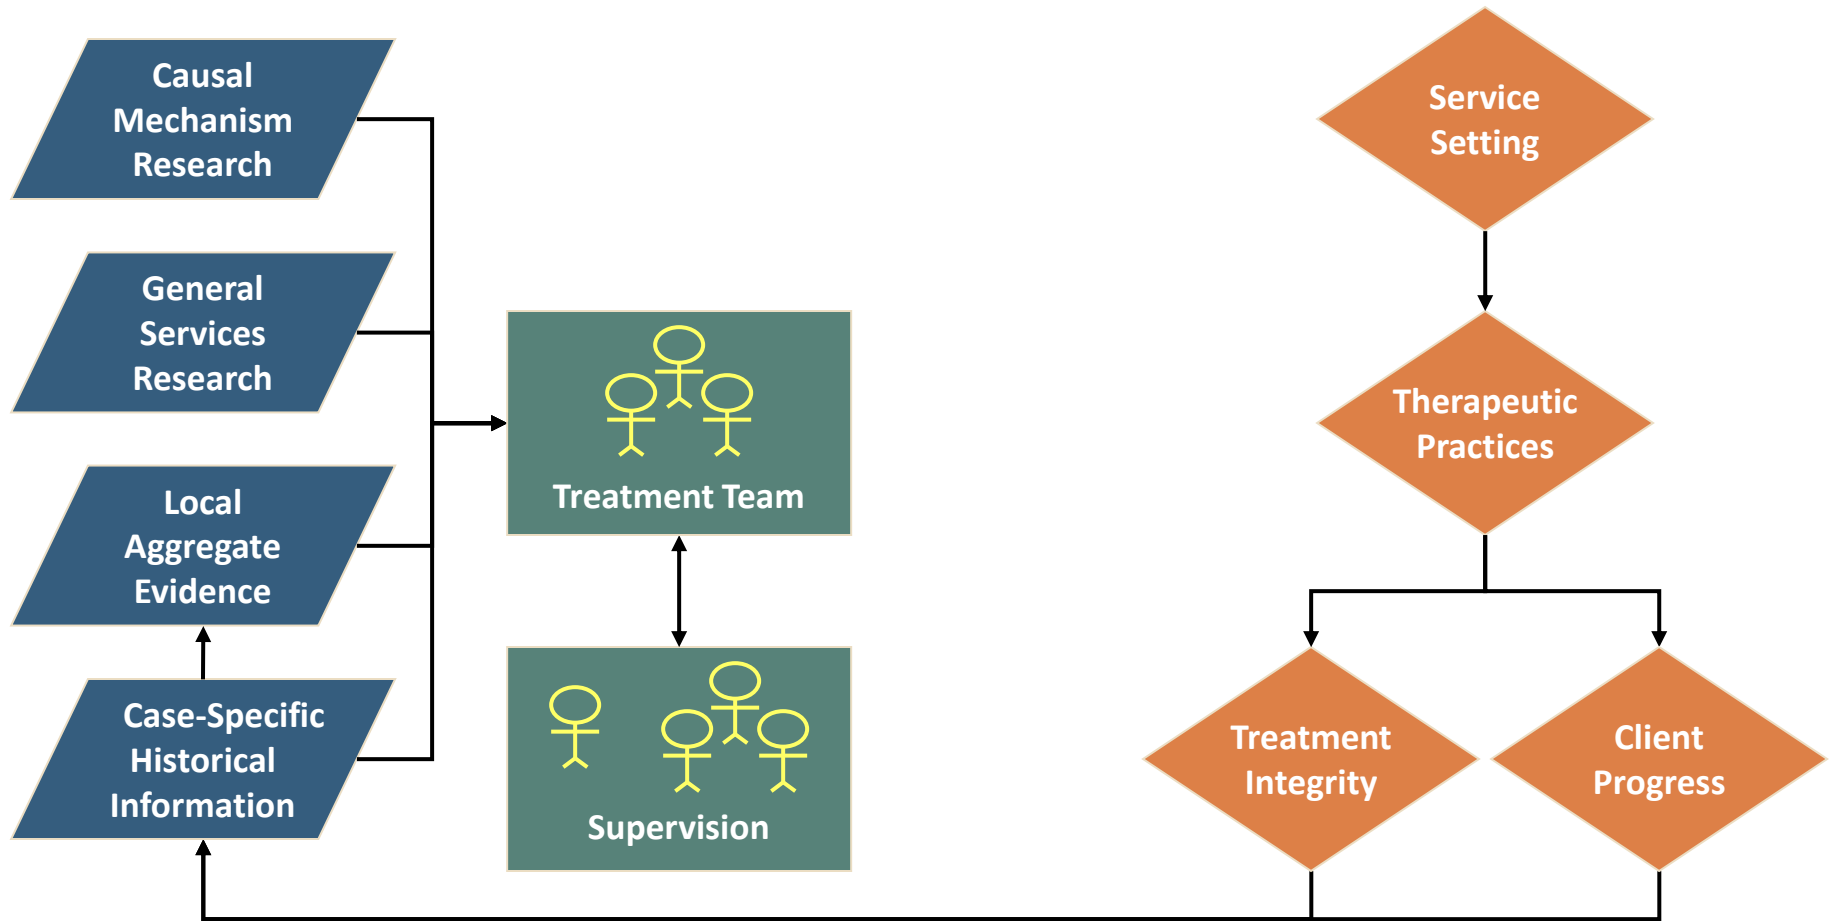 Causal
Mechanism
Research
General
Services
Research
Local
Aggregate
Evidence
Case-Specific
Historical
Information
Treatment Team
Supervision
Service
Setting
Therapeutic
Practices
Treatment
Integrity
Client
Progress